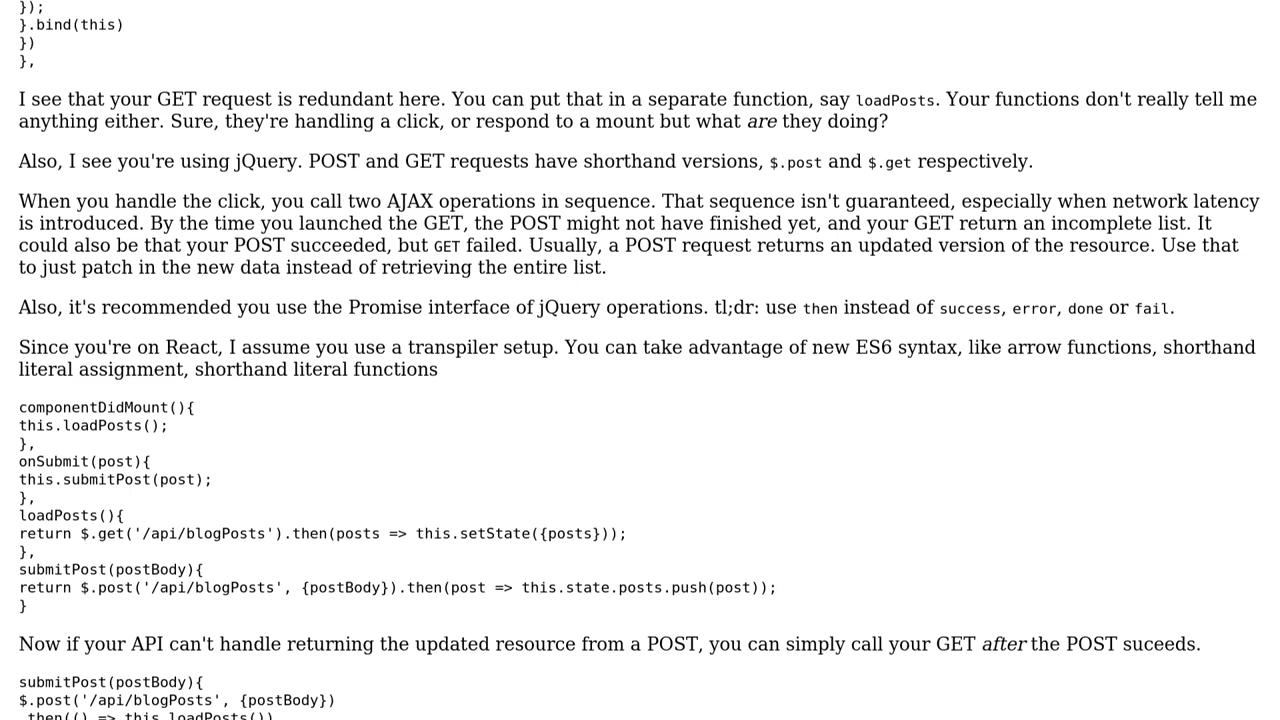 });
}.bind(this)
})
},
I see that your GET request is redundant here. You can put that in a separate function, say loadPosts. Your functions don't really tell me
anything either. Sure, they're handling a click, or respond to a mount but what are they doing?
Also, I see you're using jQuery. POST and GET requests have shorthand versions, $.post and $.get respectively.
When you handle the click, you call two AJAX operations in sequence. That sequence isn't guaranteed, especially when network latency
is introduced. By the time you launched the GET, the POST might not have finished yet, and your GET return an incomplete list. It
could also be that your POST succeeded, but GET failed. Usually, a POST request returns an updated version of the resource. Use that
to just patch in the new data instead of retrieving the entire list.
Also, it's recommended you use the Promise interface of jQuery operations. tl;dr: use then instead of success, error, done or fail.
Since you're on React, I assume you use a transpiler setup. You can take advantage of new ES6 syntax, like arrow functions, shorthand
literal assignment, shorthand literal functions
componentDidMount(){
this.loadPosts();
},
onSubmit(post){
this.submitPost(post);
},
loadPosts(){
return $.get('/api/blogPosts').then(posts => this.setState({posts}));
},
submitPost(postBody){
return $.post('/api/blogPosts', {postBody}).then(post => this.state.posts.push(post));
}
Now if your API can't handle returning the updated resource from a POST, you can simply call your GET after the POST suceeds.
submitPost(postBody){
$.post('/api/blogPosts', {postBody})
.then(() => this.loadPosts())